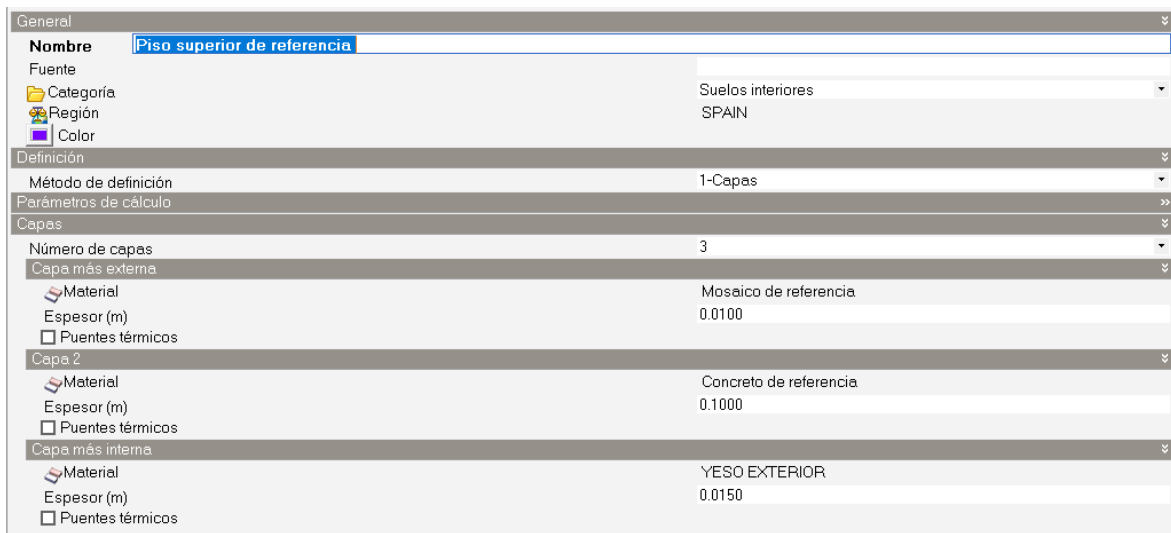 General
Nombre Piso superior de referencia
Fuente
Categoría Suelos interiores
Región SPAIN
Color
Definición
Método de definición 1-Capas
Parámetros de cálculo
Capas
Número de capas 3
Capa más externa
Material Mosaico de referencia
Espesor (m) 0.0100
Puentes térmicos
Capa 2
Material Concreto de referencia
Espesor (m) 0.1000
Puentes térmicos
Capa más interna
Material YESO EXTERIOR
Espesor (m) 0.0150
Puentes térmicos